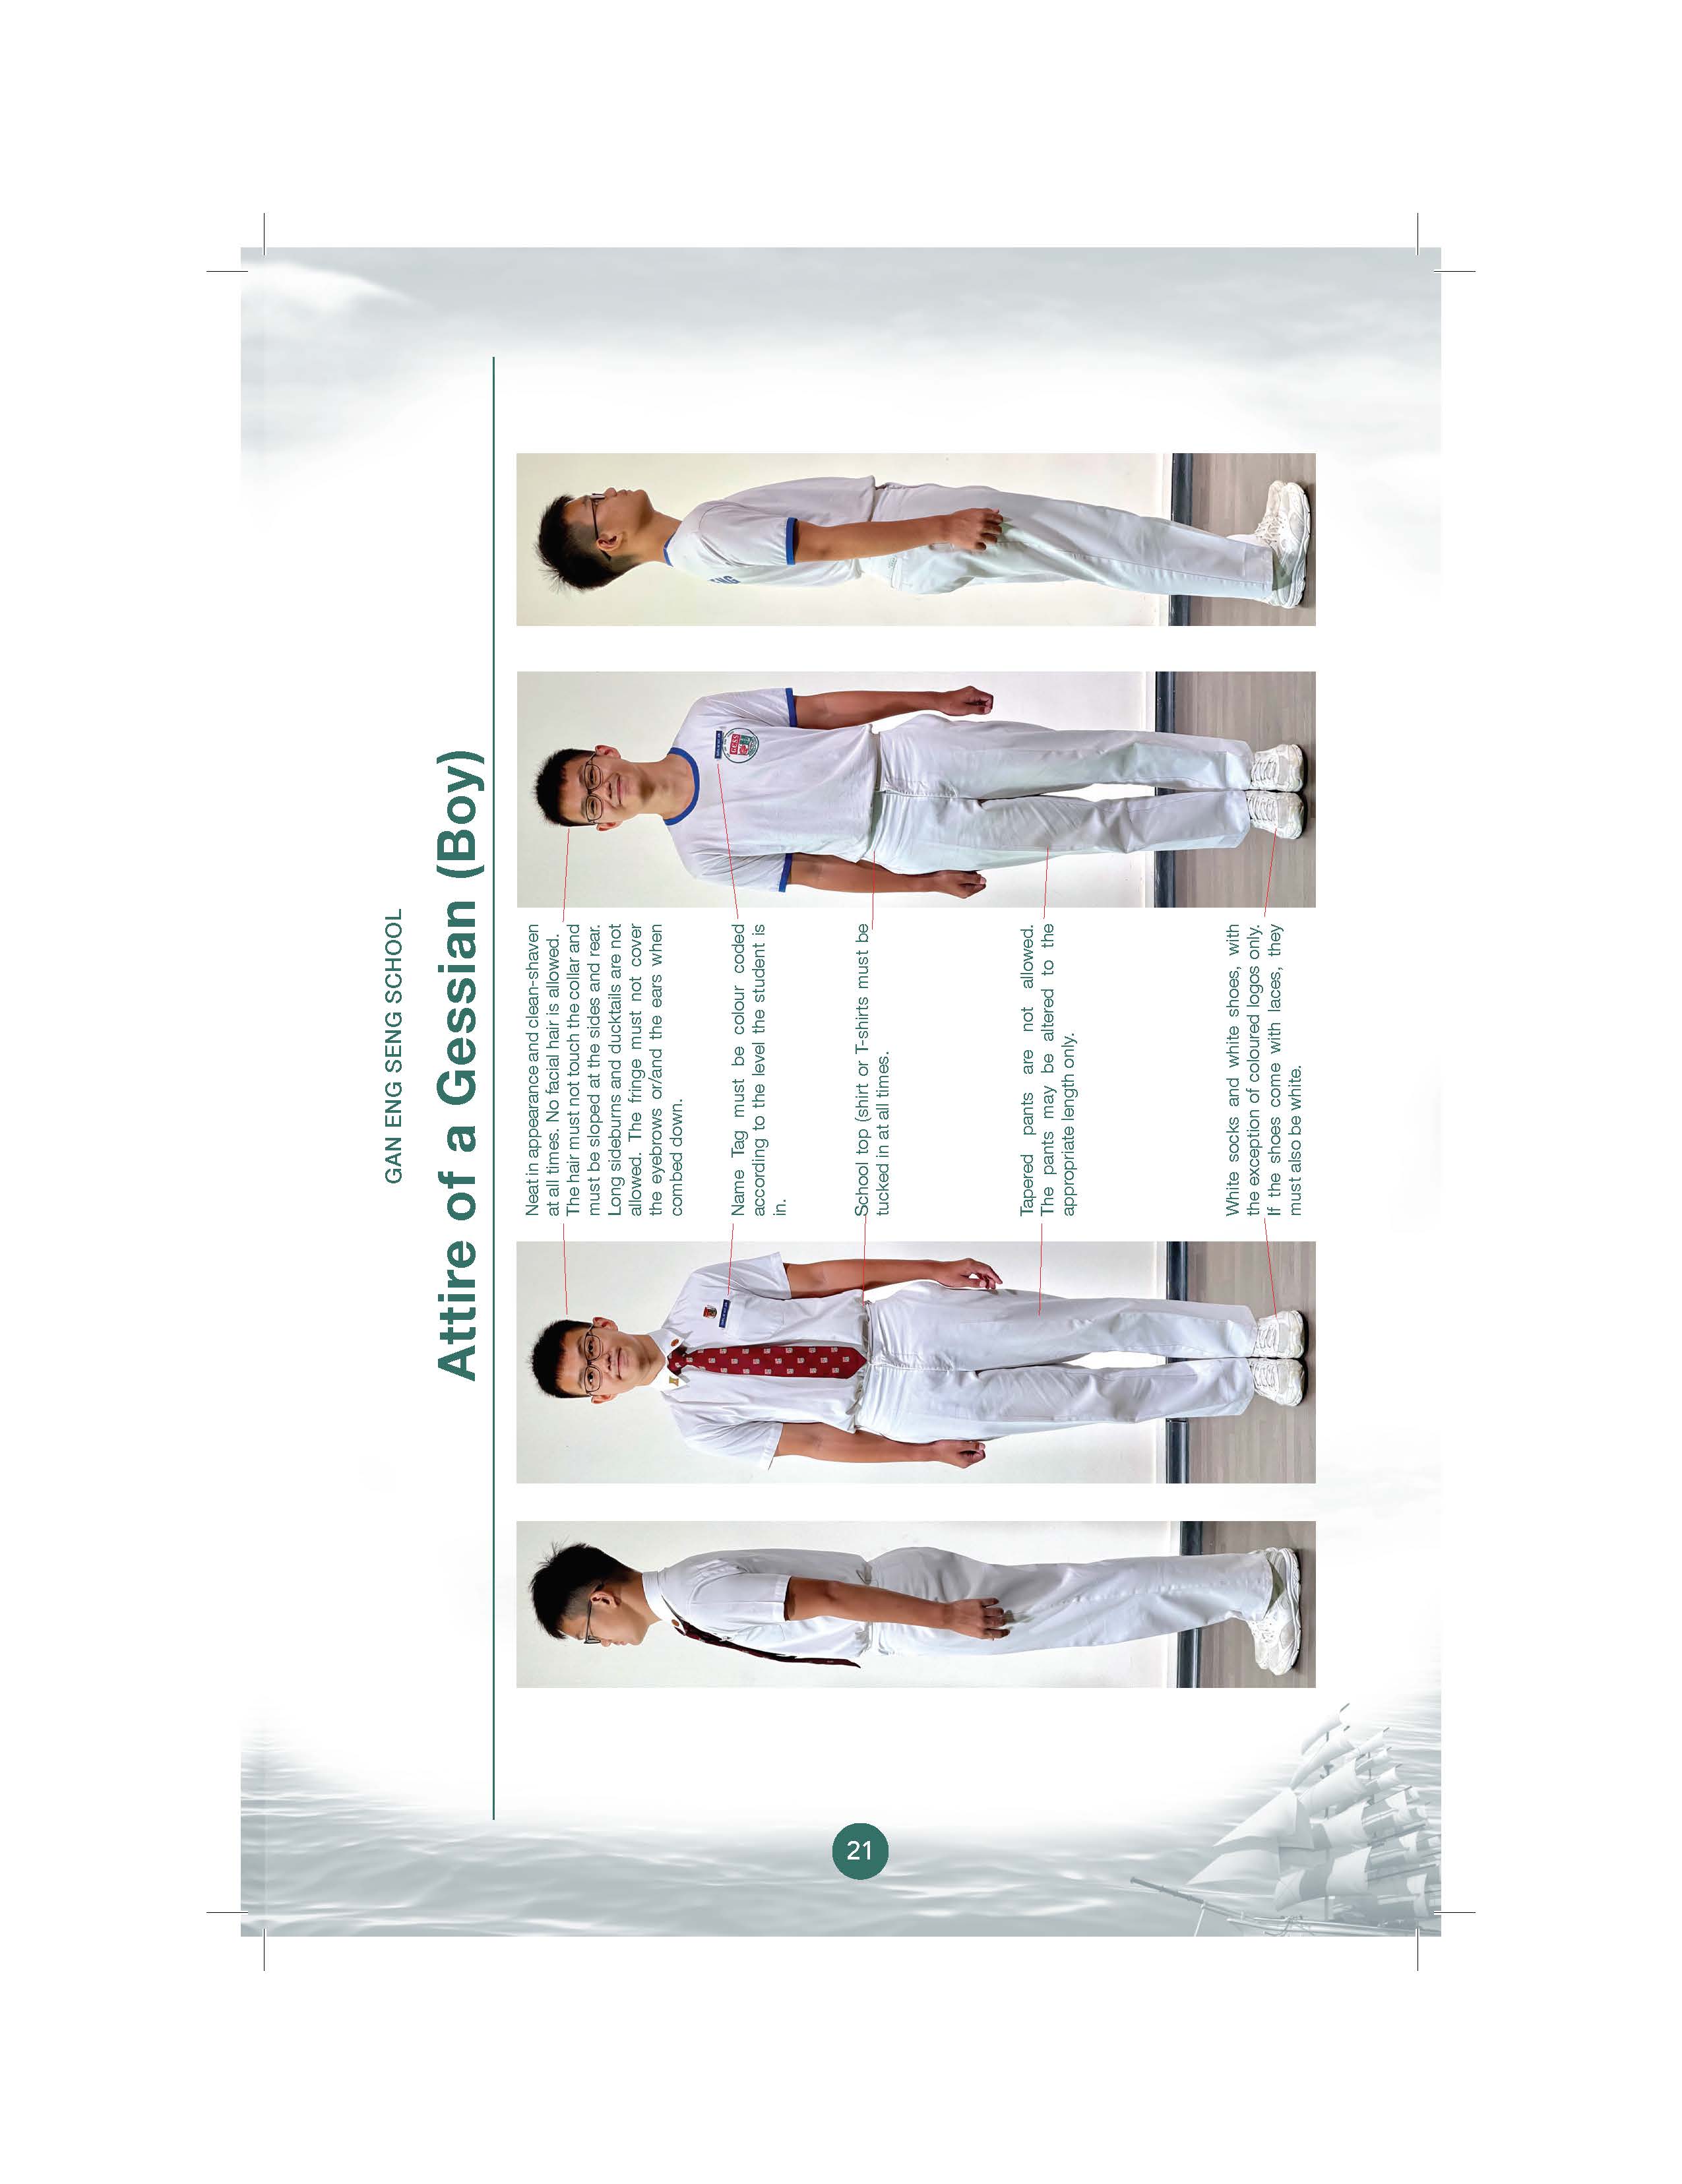 GAN ENG SENG SCHOOL
Attire of a Gessian (Boy)
Neat in appearance and clean-shaven
at all times. No facial hair is allowed.
The hair must not touch the collar and
must be sloped at the sides and rear.
Long sideburns and ducktails are not
allowed. The fringe must not cover
the eyebrows or/and the ears when
combed down.
Name Tag must be colour coded
according to the level the student is
in.
School top (shirt or T-shirts must be
tucked in at all times.
Tapered pants are not allowed.
The pants may be altered to the
appropriate length only.
White socks and white shoes, with
the exception of coloured logos only.
If the shoes come with laces, they
must also be white.
GESS
ENG
21